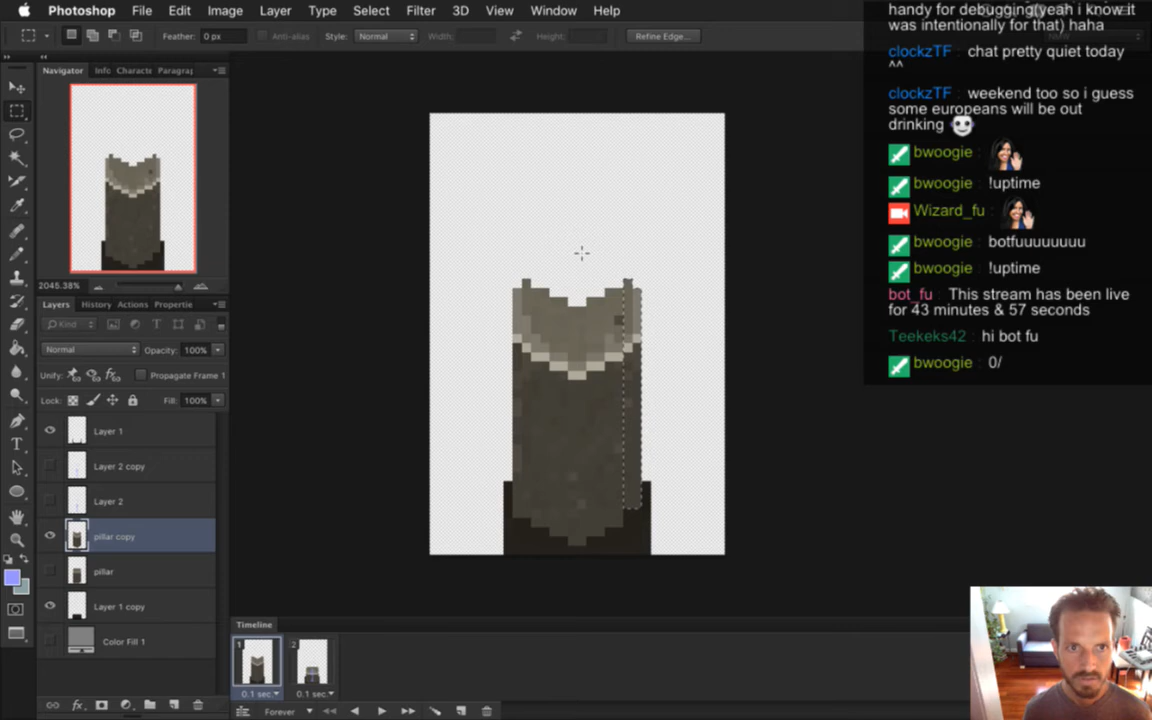 Photoshop File Edit Image Layer Type Select Filter 3D View Window Help
Feather: 0 px Anti-alias Style: Normal Width: Height: Refine Edge...
Navigator Info Characte Paragra
2045.38%
Layers History Actions Propertie
Kind
Normal Opacity: 100%
Unify: Propagate Frame 1
Lock: Fill: 100%
Layer 1
Layer 2 copy
Layer 2
pillar copy
pillar
Layer 1 copy
Color Fill 1
fx
Timeline
1 2
0.1 sec. 0.1 sec.
Forever
handy for debugging(yeah i know it
was intentionally for that) haha
clockzTF: chat pretty quiet today
^^
clockzTF: weekend too so i guess
some europeans will be out
drinking
bwoogie :
bwoogie : !uptime
Wizard_fu :
bwoogie : botfuuuuuuuu
bwoogie : !uptime
bot_fu : This stream has been live
for 43 minutes & 57 seconds
Teekeks42 : hi bot fu
bwoogie : 0/